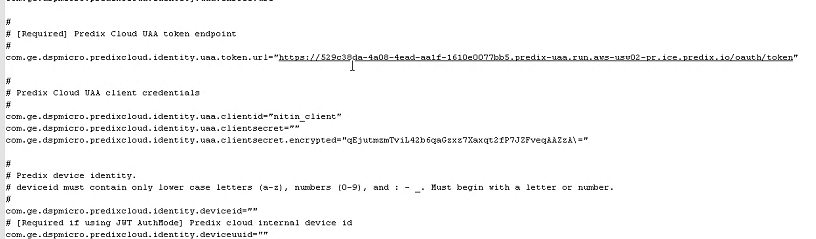 #
# [Required] Predix Cloud UAA token endpoint
#
com.ge.dspmicro.predixcloud.identity.uaa.token.url="https://529c38da-4a08-4ead-aa1f-1610e0077bb5.predix-uaa.run.aws-usw02-pr.ice.predix.io/oauth/token"
#
# Predix Cloud UAA client credentials
#
com.ge.dspmicro.predixcloud.identity.uaa.clientid="nitin_client"
com.ge.dspmicro.predixcloud.identity.uaa.clientsecret=""
com.ge.dspmicro.predixcloud.identity.uaa.clientsecret.encrypted="qEjutmzmTviL42b6qaGzxz7Xaxqt2fP7JZFveqAAZzA\="
#
# Predix device identity.
# deviceid must contain only lower case letters (a-z), numbers (0-9), and : - _. Must begin with a letter or number.
#
com.ge.dspmicro.predixcloud.identity.deviceid=""
# [Required if using JWT AuthMode] Predix cloud internal device id
com.ge.dspmicro.predixcloud.identity.deviceuuid=""